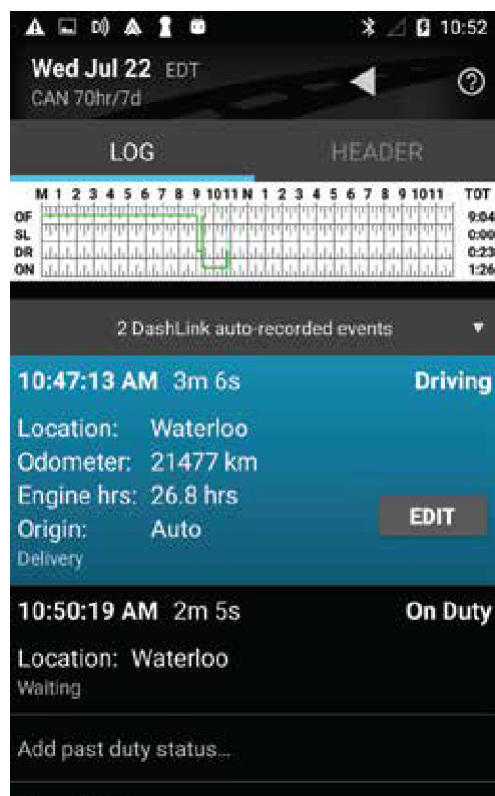 10:52
Wed Jul 22 EDT
CAN 70hr/7d
LOG HEADER
M 1 2 3 4 5 6 7 8 9 10 11 N 1 2 3 4 5 6 7 8 9 10 11 TOT
OF 9:04
SL 0:00
DR 0:23
ON 1:26
2 DashLink auto-recorded events
10:47:13 AM 3m 6s Driving
Location: Waterloo
Odometer: 21477 km
Engine hrs: 26.8 hrs
Origin: Auto
EDIT
Delivery
10:50:19 AM 2m 5s On Duty
Location: Waterloo
Waiting
Add past duty status...